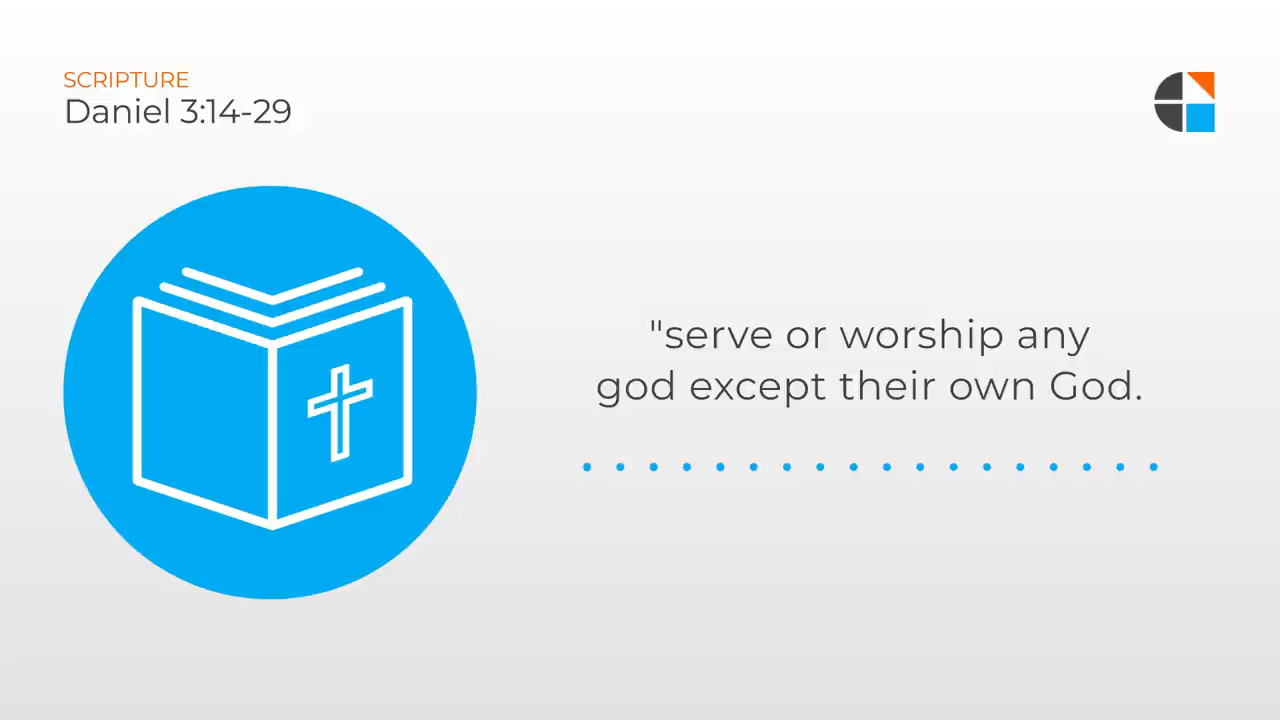 SCRIPTURE
Daniel 3:14-29
"serve or worship any
god except their own God.